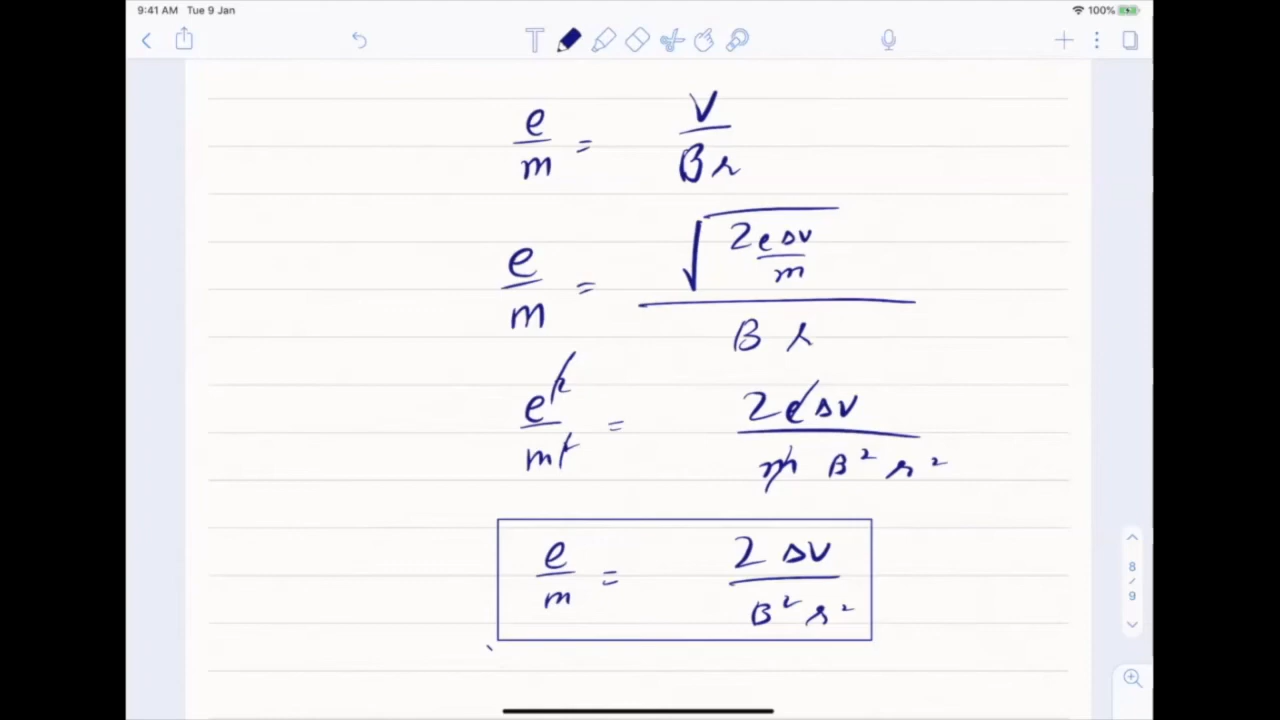 9:41 AM Tue 9 Jan 100%
T
e/m = v/Br
e/m = √(2eΔv/m) / Br
e²/m² = 2eΔv / m B² r²
e/m = 2Δv / B² r²
8
/
9